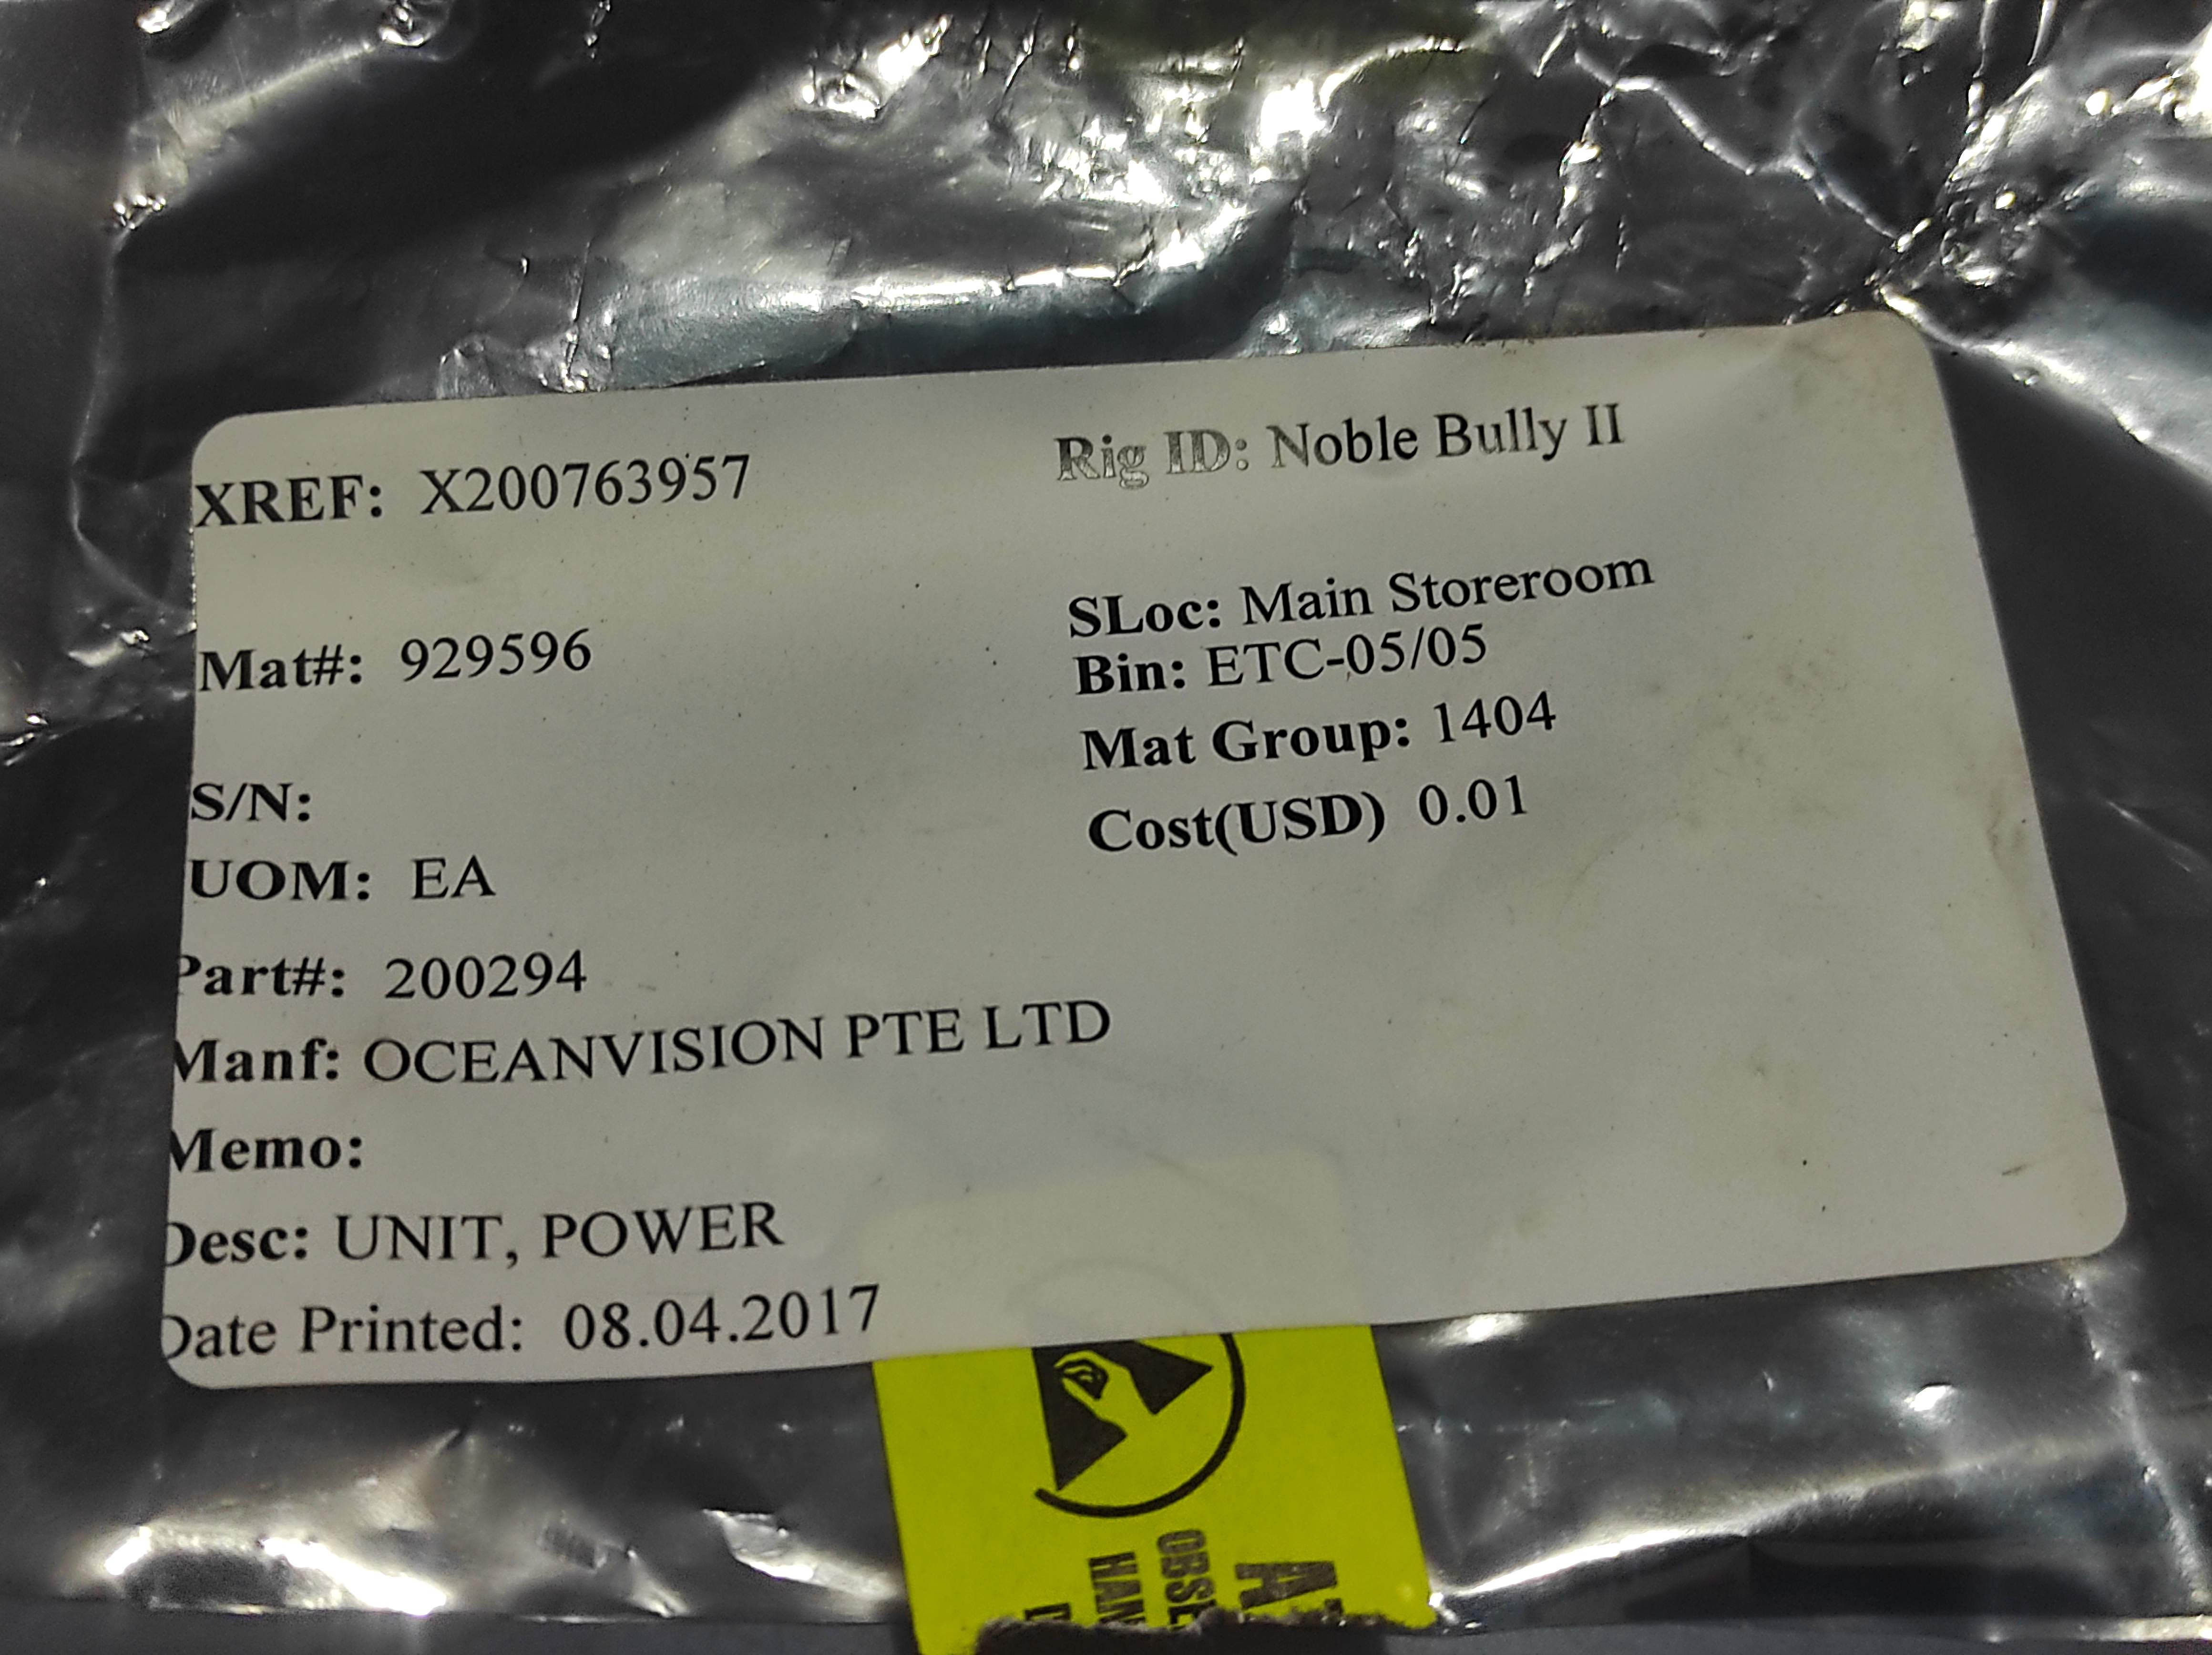 XREF: X200763957
Rig ID: Noble Bully II
Mat#: 929596
SLoc: Main Storeroom
Bin: ETC-05/05
Mat Group: 1404
Cost(USD) 0.01
S/N:
UOM: EA
Part#: 200294
Manf: OCEANVISION PTE LTD
Memo:
Desc: UNIT, POWER
Date Printed: 08.04.2017